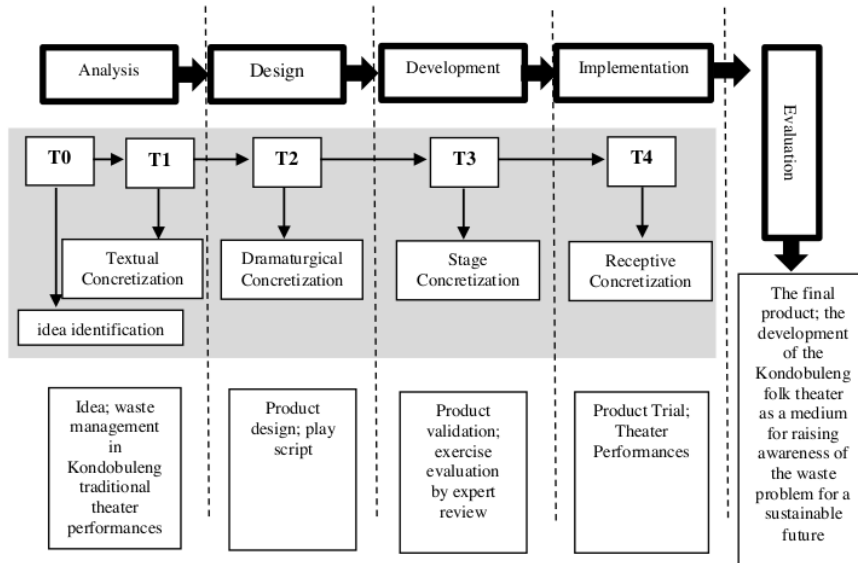 Analysis
Design
Development
Implementation
Evaluation
T0
T1
T2
T3
T4
Textual
Concretization
Dramaturgical
Concretization
Stage
Concretization
Receptive
Concretization
idea identification
Idea; waste
management
in
Kondobuleng
traditional
theater
performances
Product
design; play
script
Product
validation;
exercise
evaluation
by expert
review
Product Trial;
Theater
Performances
The final
product; the
development
of the
Kondobuleng
folk theater
as a medium
for raising
awareness of
the waste
problem for a
sustainable
future